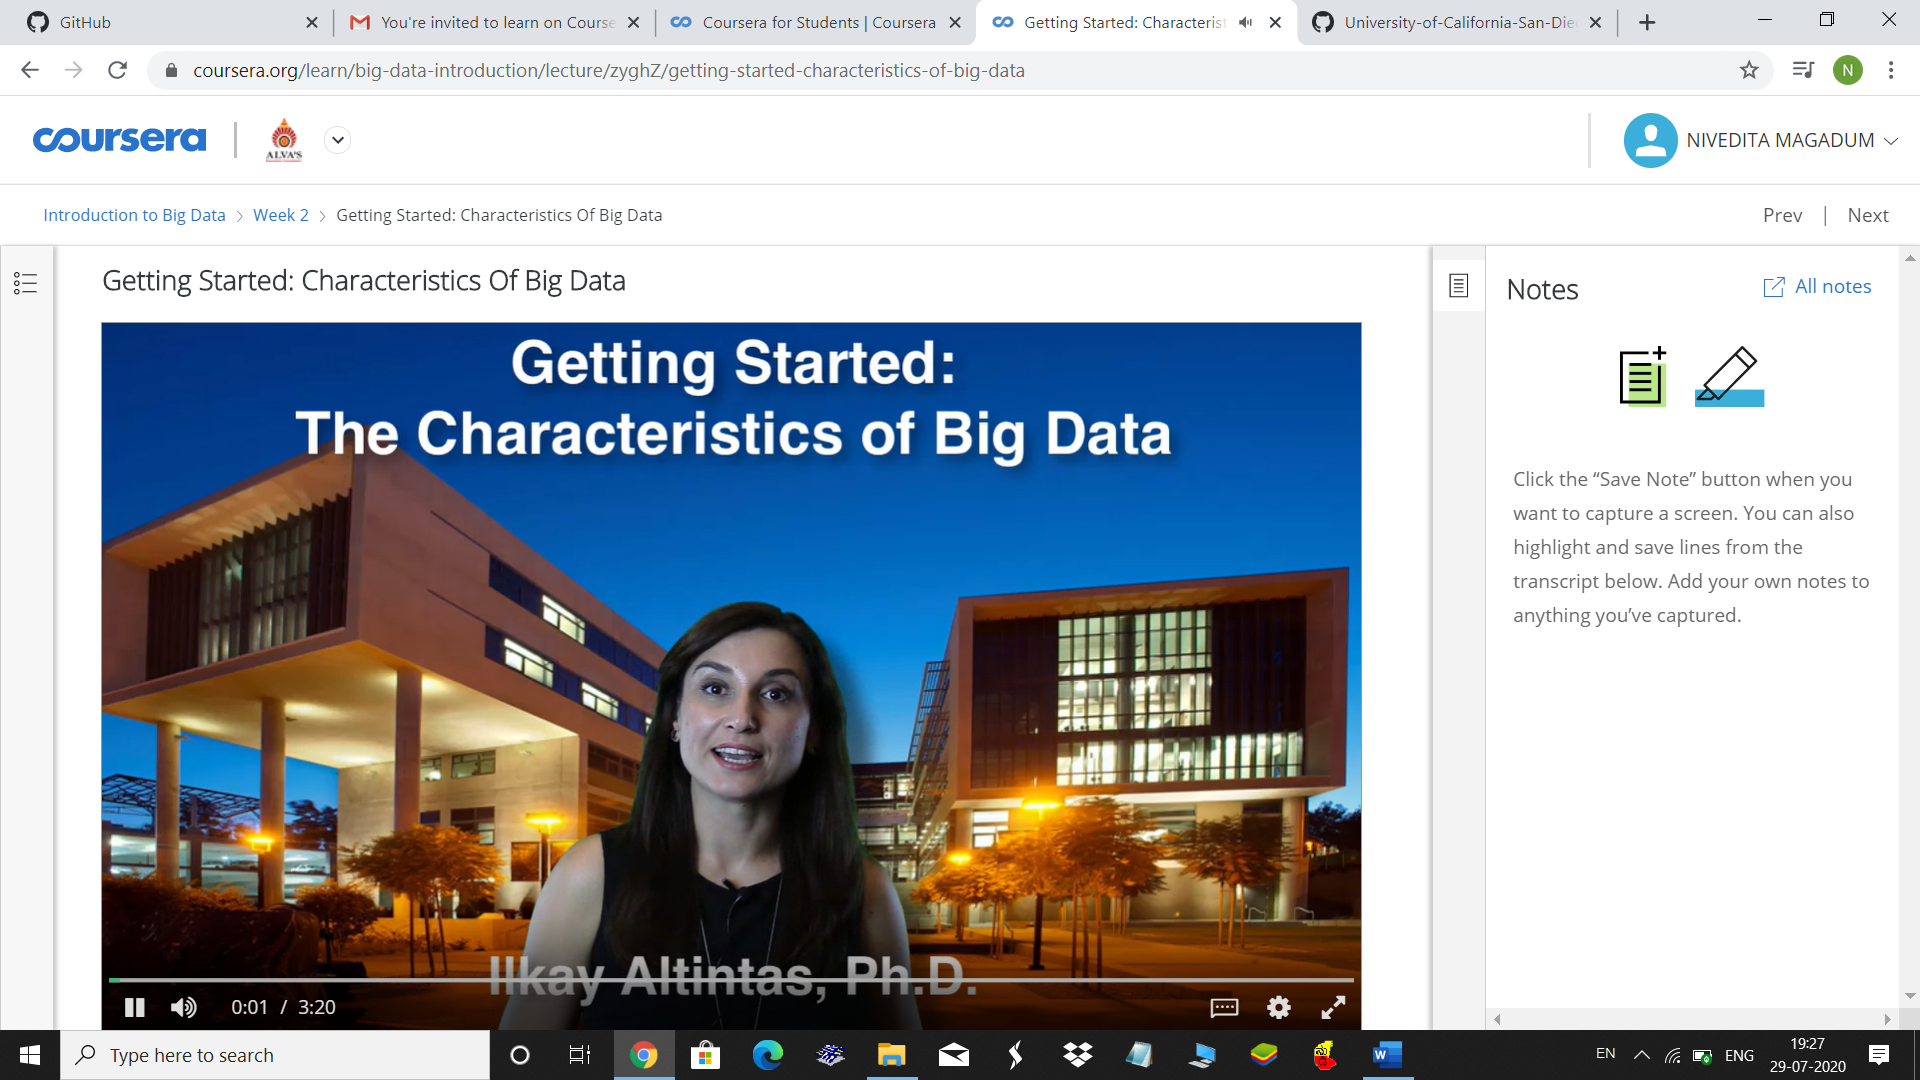 GitHub
You're invited to learn on Course
Coursera for Students | Coursera
Getting Started: Characterist
University-of-California-San-Die
coursera.org/learn/big-data-introduction/lecture/zyghZ/getting-started-characteristics-of-big-data
N
coursera
ALVA'S
NIVEDITA MAGADUM
Introduction to Big Data > Week 2 > Getting Started: Characteristics Of Big Data
Prev | Next
Getting Started: Characteristics Of Big Data
Getting Started:
The Characteristics of Big Data
Ilkay Altintas, Ph.D.
0:01 / 3:20
Notes
All notes
Click the “Save Note” button when you
want to capture a screen. You can also
highlight and save lines from the
transcript below. Add your own notes to
anything you’ve captured.
Type here to search
EN
ENG
19:27
29-07-2020